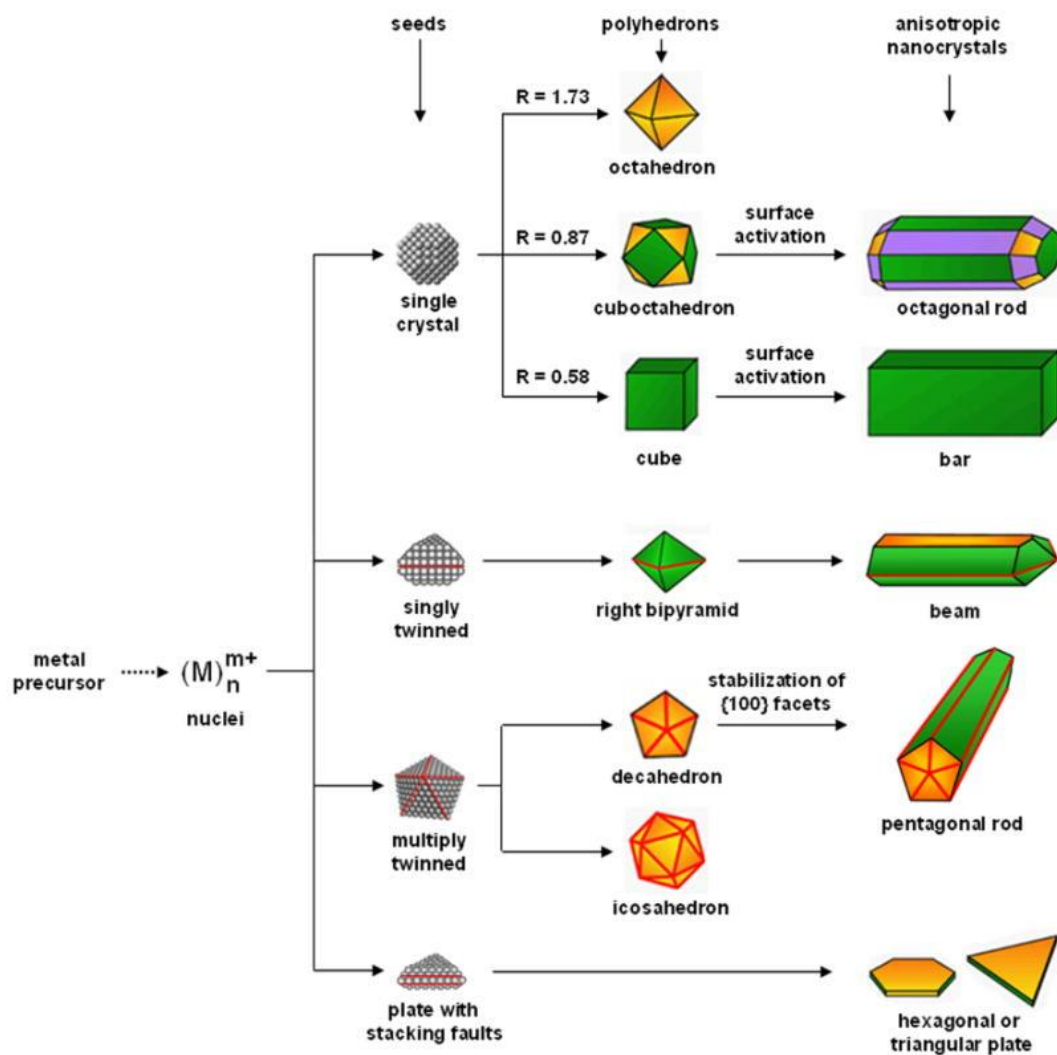 seeds
polyhedrons
anisotropic
nanocrystals
R = 1.73
octahedron
R = 0.87
surface
activation
single
crystal
cuboctahedron
octagonal rod
R = 0.58
surface
activation
cube
bar
singly
twinned
right bipyramid
beam
metal
precursor
(M)ₙᵐ⁺
nuclei
stabilization of
{100} facets
decahedron
multiply
twinned
pentagonal rod
icosahedron
plate with
stacking faults
hexagonal or
triangular plate